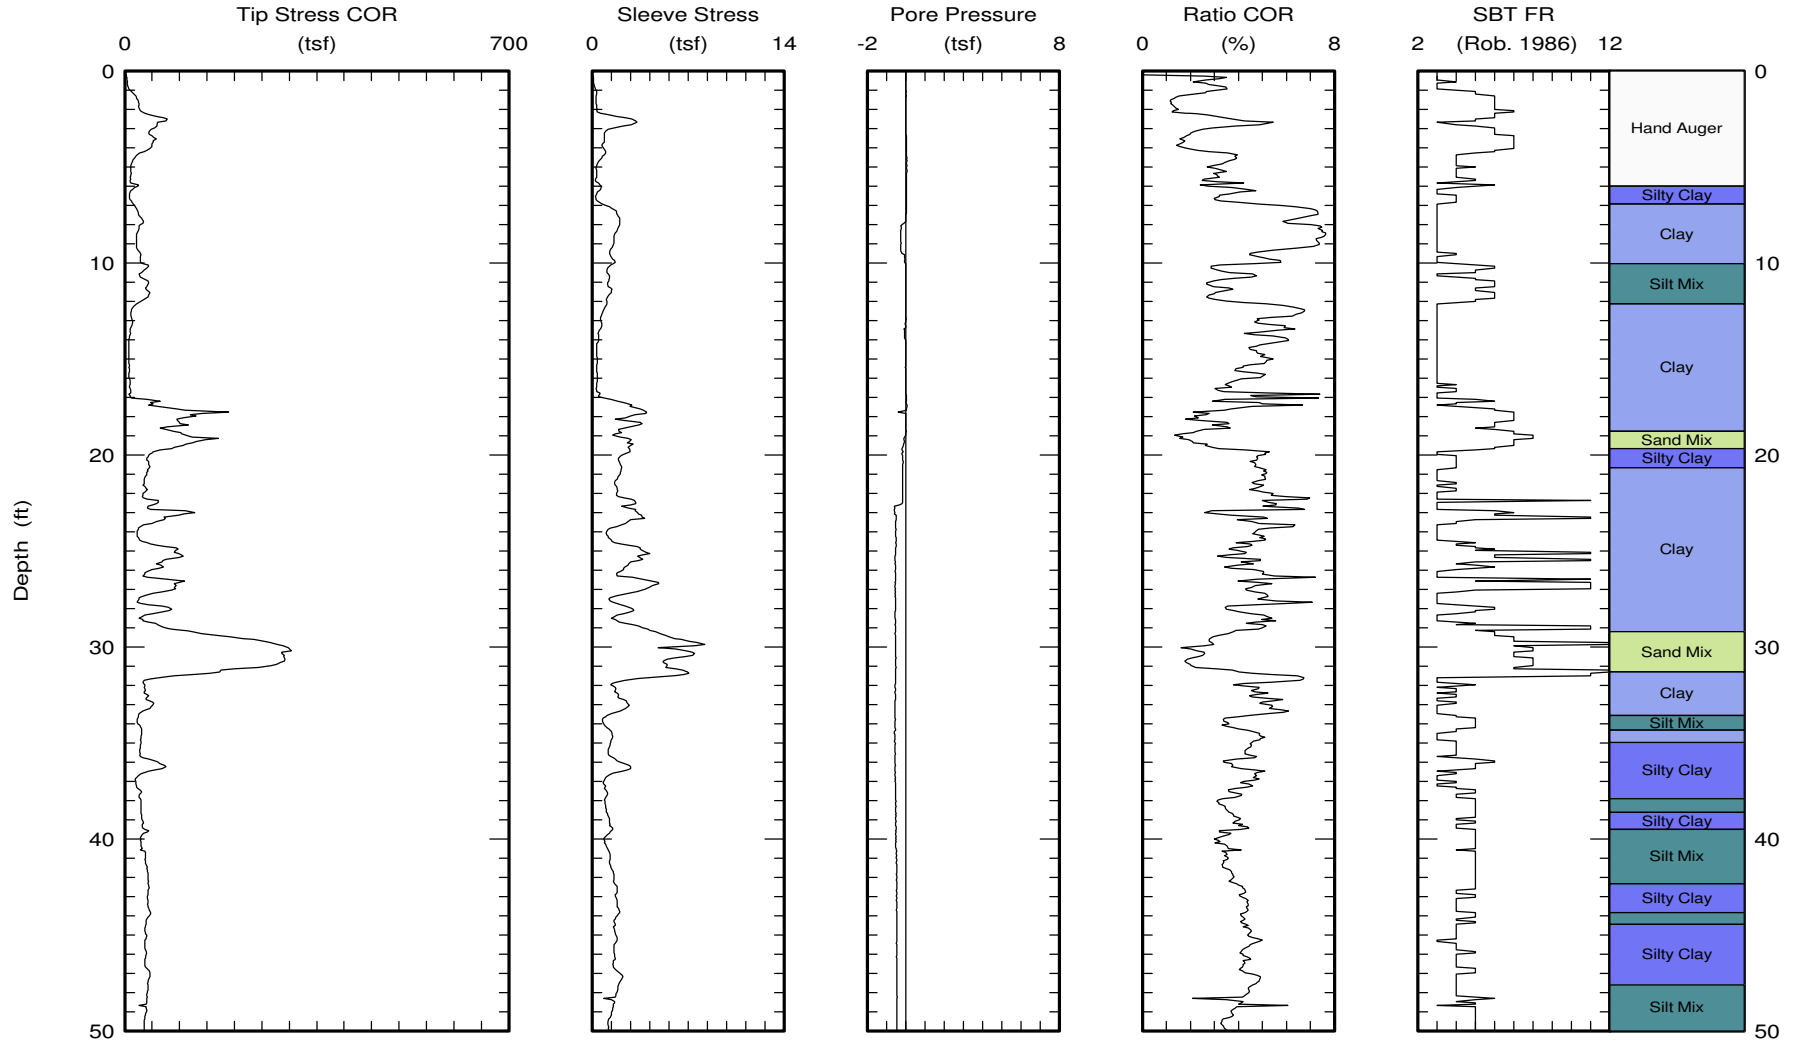 Tip Stress COR Sleeve Stress Pore Pressure Ratio COR SBT FR
0 (tsf) 700 0 (tsf) 14 -2 (tsf) 8 0 (%) 8 2 (Rob. 1986) 12
0 0
Hand Auger
Silty Clay
Clay
10 10
Silt Mix
Clay
Sand Mix
20 20
Silty Clay
Depth (ft)
Clay
30 Sand Mix 30
Clay
Silt Mix
Silty Clay
Silty Clay
40 40
Silt Mix
Silty Clay
Silty Clay
Silt Mix
50 50